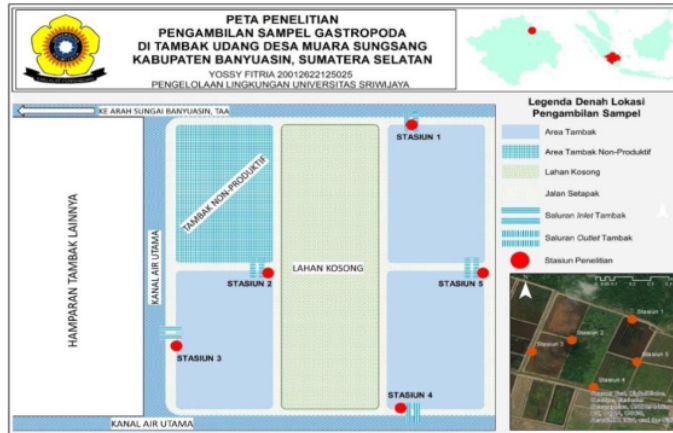 PETA PENELITIAN
PENGAMBILAN SAMPEL GASTROPODA
DI TAMBAK UDANG DESA MUARA SUNGSANG
KABUPATEN BANYUASIN, SUMATERA SELATAN
YOSSY FITRIA 20012622125025
PENGELOLAAN LINGKUNGAN UNIVERSITAS SRIWIJAYA
KE ARAH SUNGAI BANYUASIN, TAA
STASIUN 1
TAMBAK NON-PRODUKTIF
HAMPARAN TAMBAK LAINNYA
KANAL AIR UTAMA
LAHAN KOSONG
STASIUN 2
STASIUN 5
STASIUN 3
STASIUN 4
KANAL AIR UTAMA
Legenda Denah Lokasi
Pengambilan Sampel
Area Tambak
Area Tambak Non-Produktif
Lahan Kosong
Jalan Setapak
Saluran Inlet Tambak
Saluran Outlet Tambak
Stasiun Penelitian
Stasiun 1
Stasiun 2
Stasiun 3
Stasiun 5
Stasiun 4